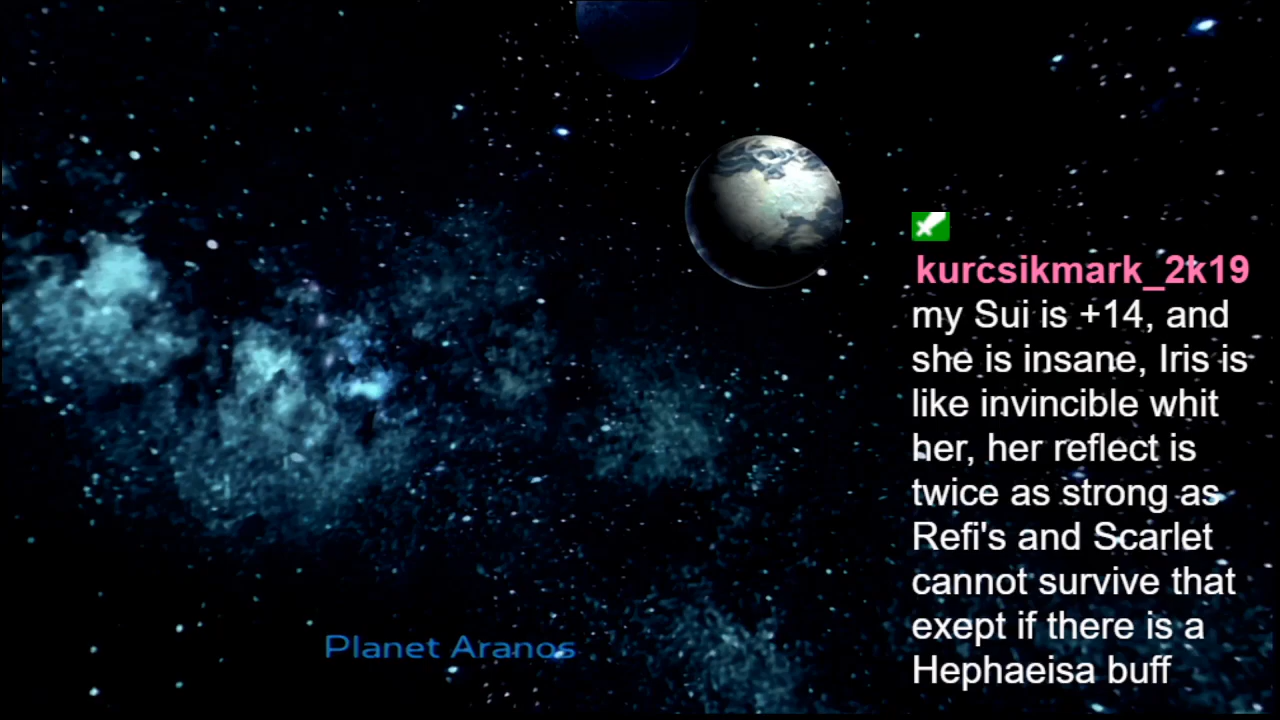 kurcsikmark_2k19
my Sui is +14, and
she is insane, Iris is
like invincible whit
her, her reflect is
twice as strong as
Refi's and Scarlet
cannot survive that
exept if there is a
Hephaeisa buff
Planet Aranos